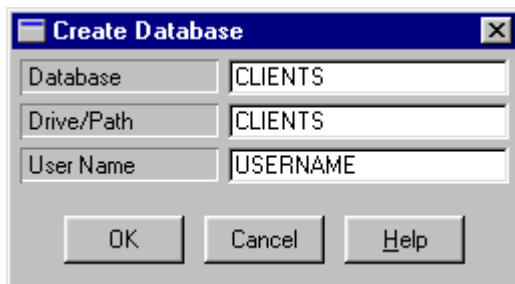 Create Database
Database CLIENTS
Drive/Path CLIENTS
User Name USERNAME
OK Cancel Help